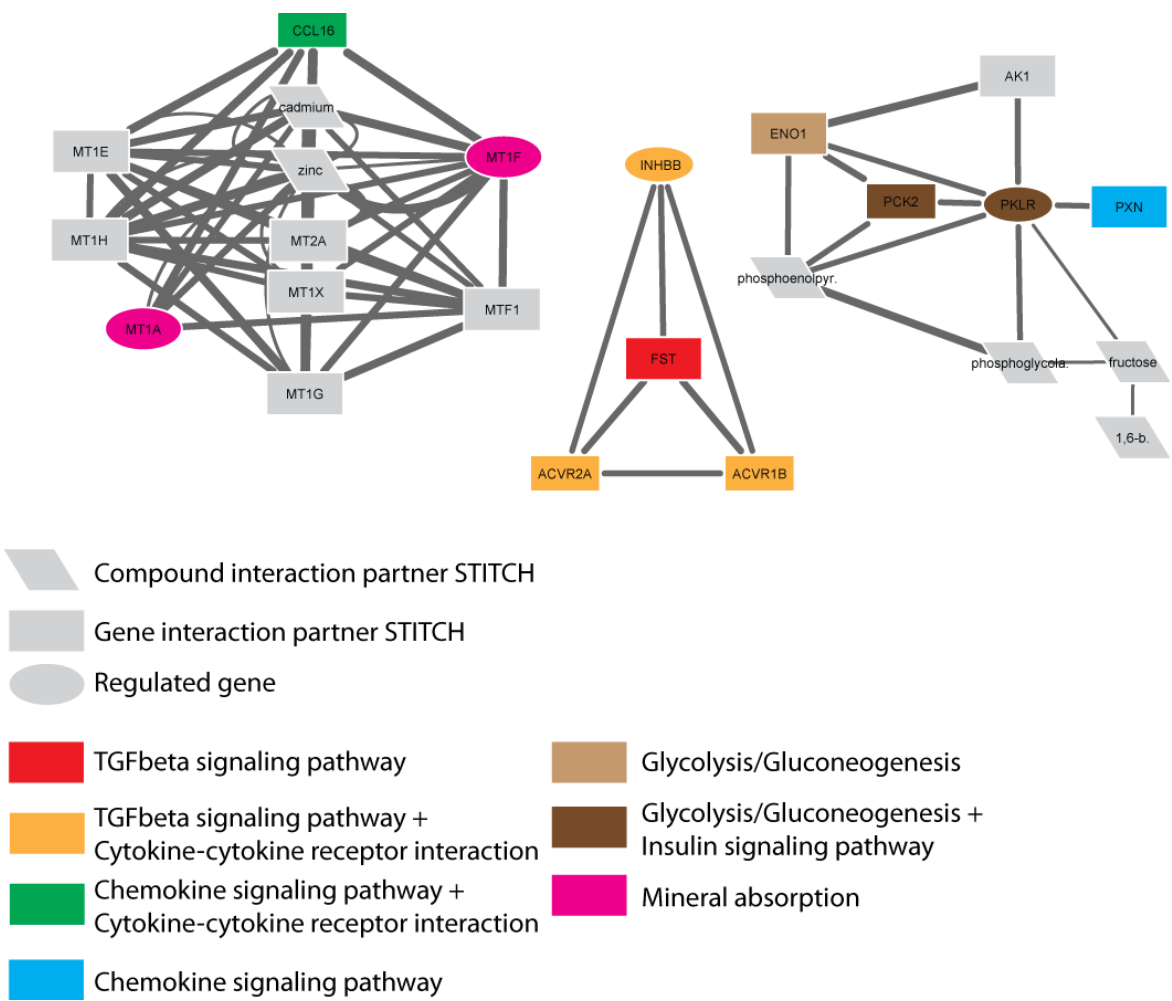 CCL16
cadmium
zinc
MT1E
MT1F
MT1H
MT2A
MT1X
MTF1
MT1A
MT1G
INHBB
FST
ACVR2A
ACVR1B
AK1
ENO1
PCK2
PKLR
PXN
phosphoenolpyr.
phosphoglycola.
fructose
1,6-b.
Compound interaction partner STITCH
Gene interaction partner STITCH
Regulated gene
TGFbeta signaling pathway
TGFbeta signaling pathway +
Cytokine-cytokine receptor interaction
Chemokine signaling pathway +
Cytokine-cytokine receptor interaction
Chemokine signaling pathway
Glycolysis/Gluconeogenesis
Glycolysis/Gluconeogenesis +
Insulin signaling pathway
Mineral absorption